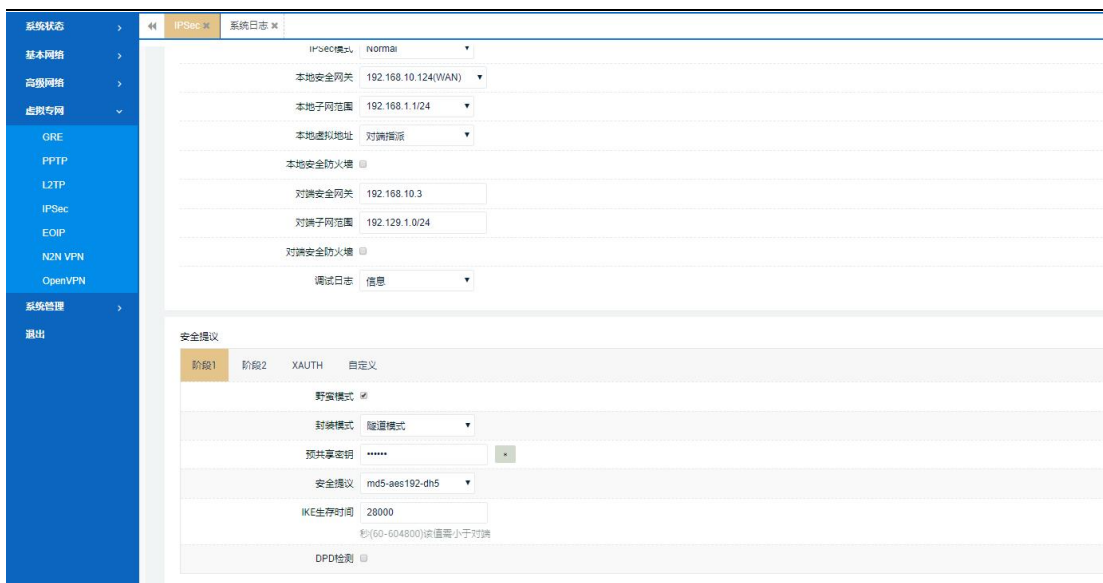 系统状态
基本网络
高级网络
虚拟专网
GRE
PPTP
L2TP
IPSec
EOIP
N2N VPN
OpenVPN
系统管理
退出
IPSec
系统日志
IPSec模式 Normal
本地安全网关 192.168.10.124(WAN)
本地子网范围 192.168.1.1/24
本地虚拟地址 对端指派
本地安全防火墙
对端安全网关 192.168.10.3
对端子网范围 192.129.1.0/24
对端安全防火墙
调试日志 信息
安全提议
阶段1 阶段2 XAUTH 自定义
野蛮模式
封装模式 隧道模式
预共享密钥 ••••••
安全提议 md5-aes192-dh5
IKE生存时间 28000
秒(60-604800)该值需小于对端
DPD检测